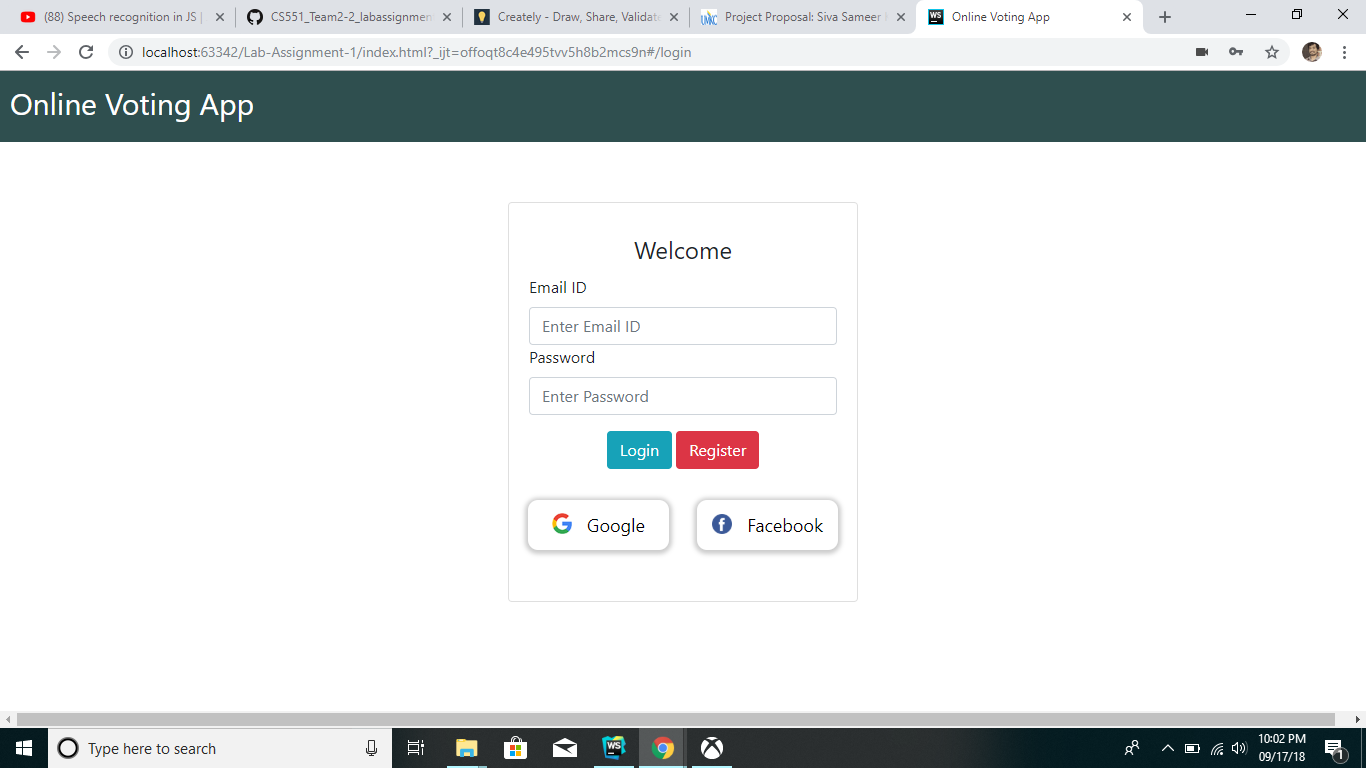 (88) Speech recognition in JS |
CS551_Team2-2_labassignmen
Creately - Draw, Share, Validate
UMKC
Project Proposal: Siva Sameer
WS
Online Voting App
localhost:63342/Lab-Assignment-1/index.html?_ijt=offoqt8c4e495tvv5h8b2mcs9n#/login
Online Voting App
Welcome
Email ID
Enter Email ID
Password
Enter Password
Login Register
Google Facebook
Type here to search
WS
10:02 PM
09/17/18
1